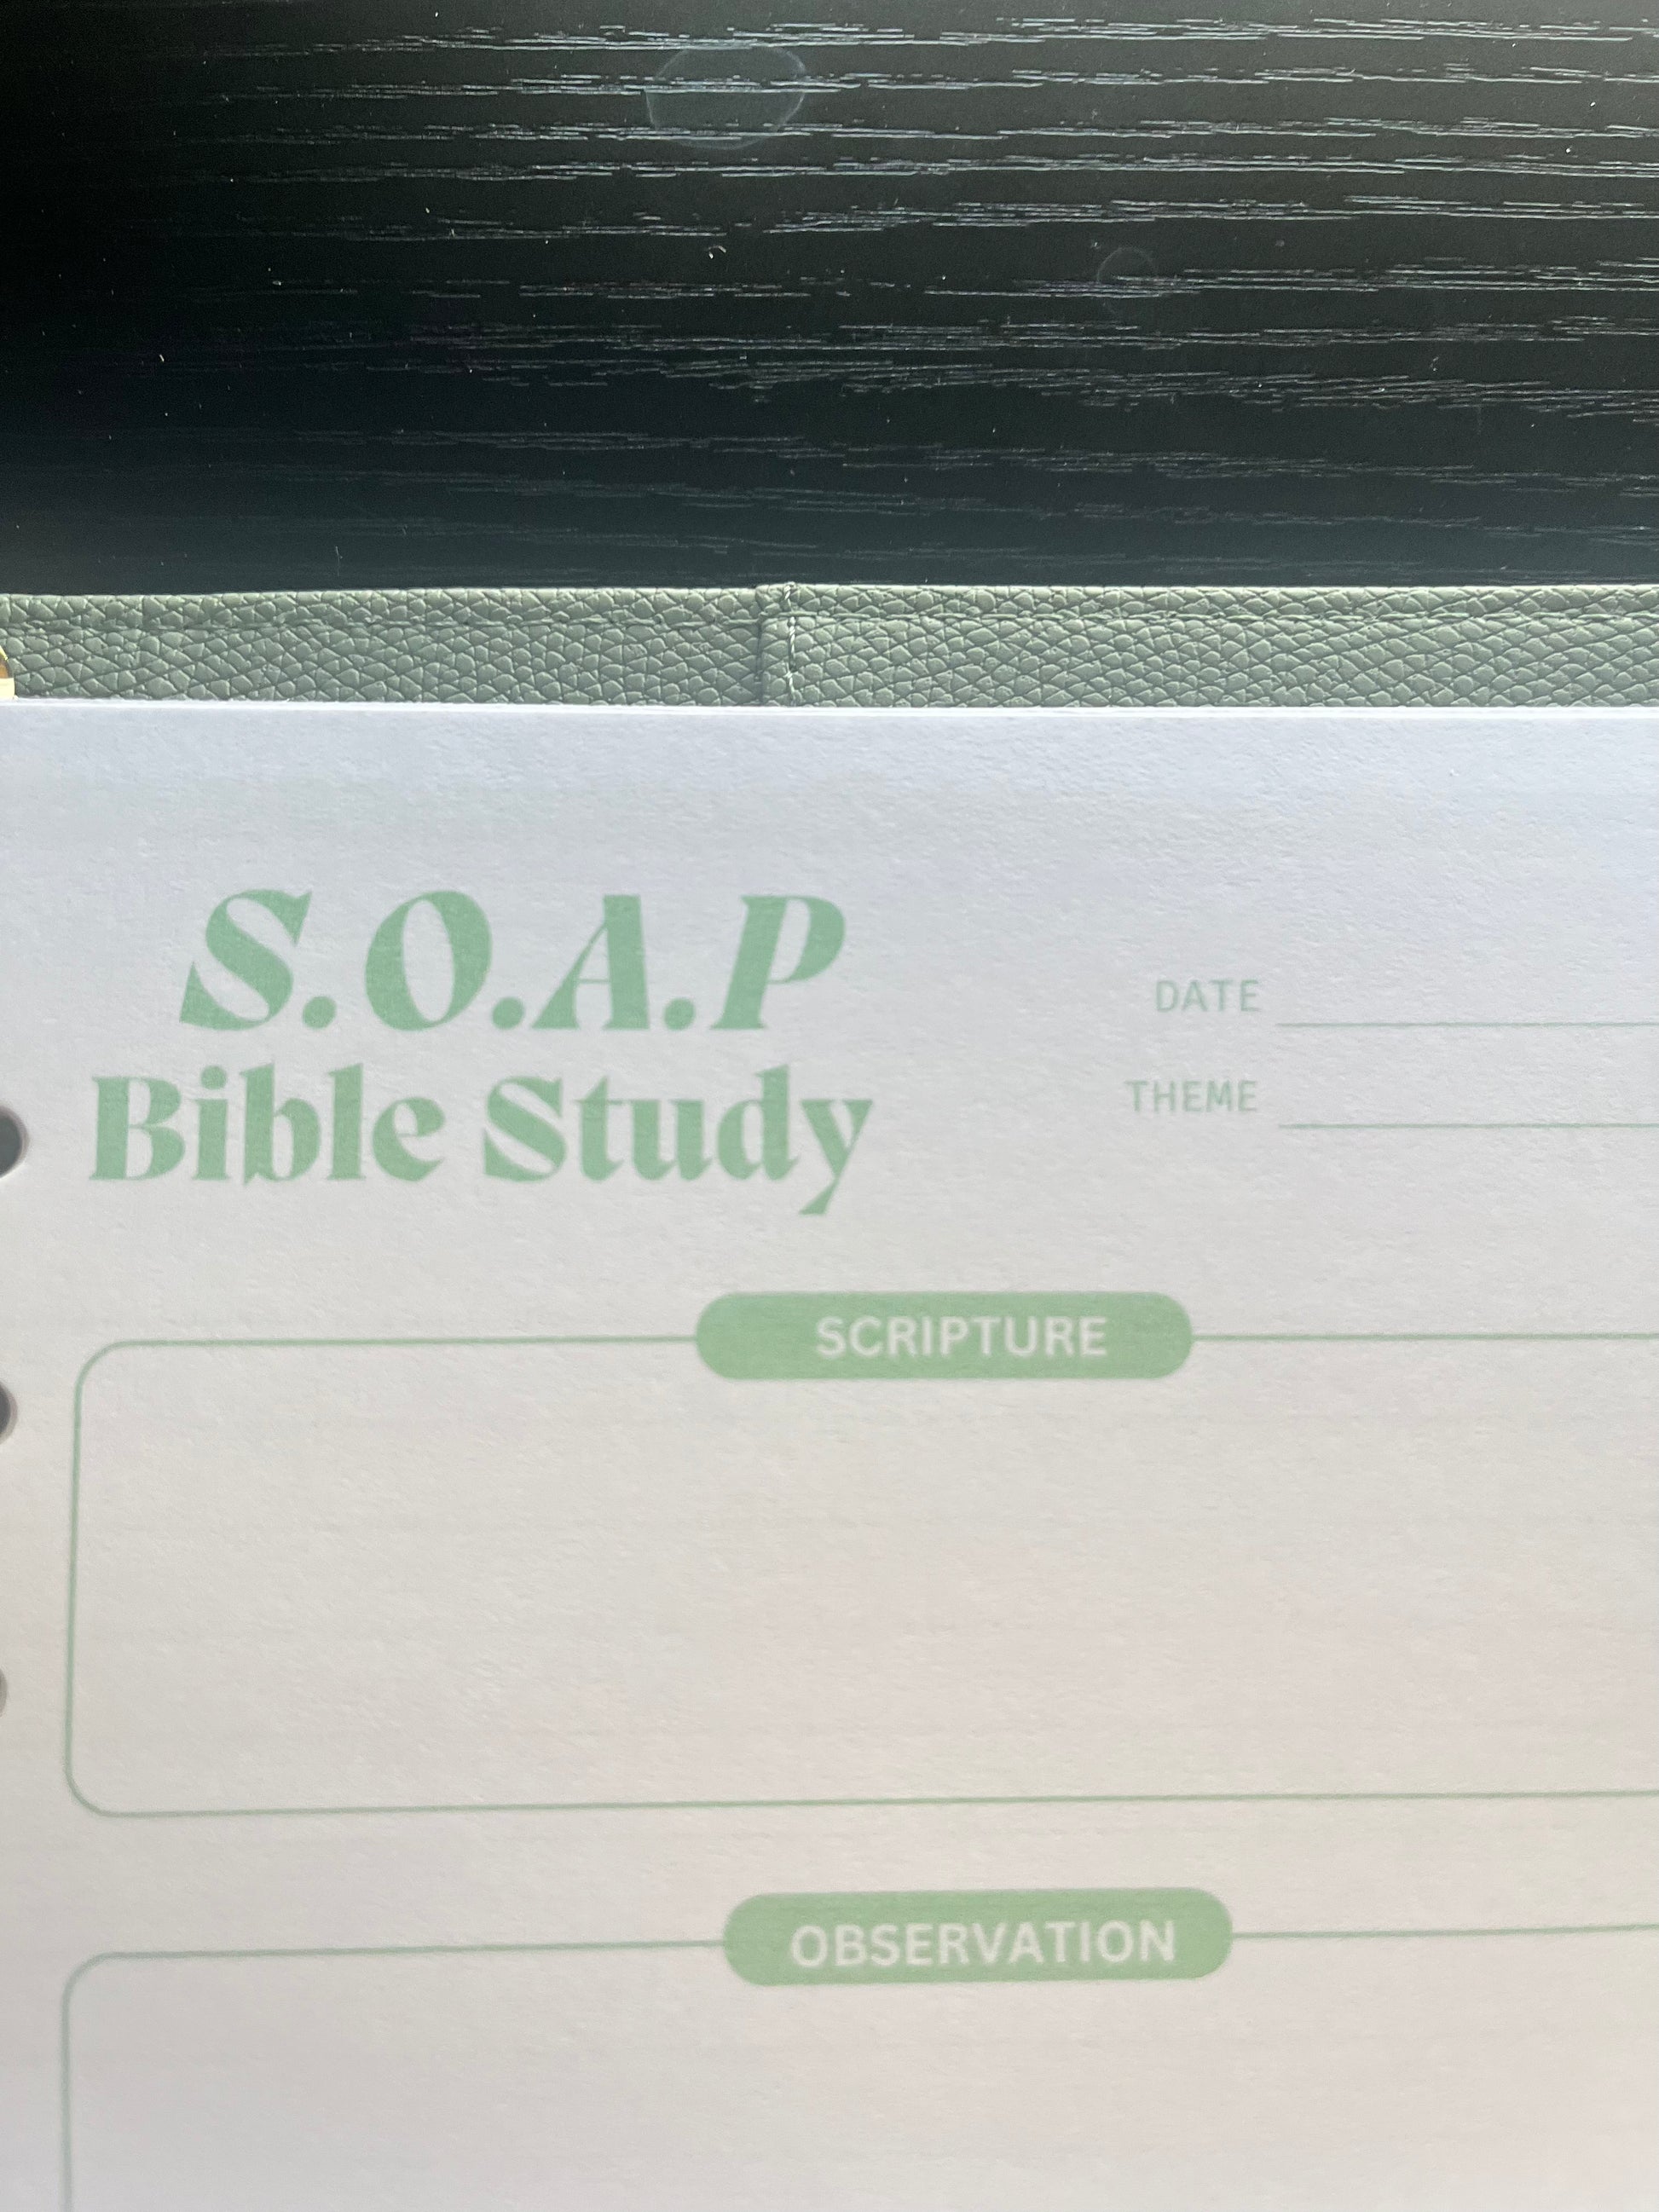 S.O.A.P
Bible Study
DATE
THEME
SCRIPTURE
OBSERVATION